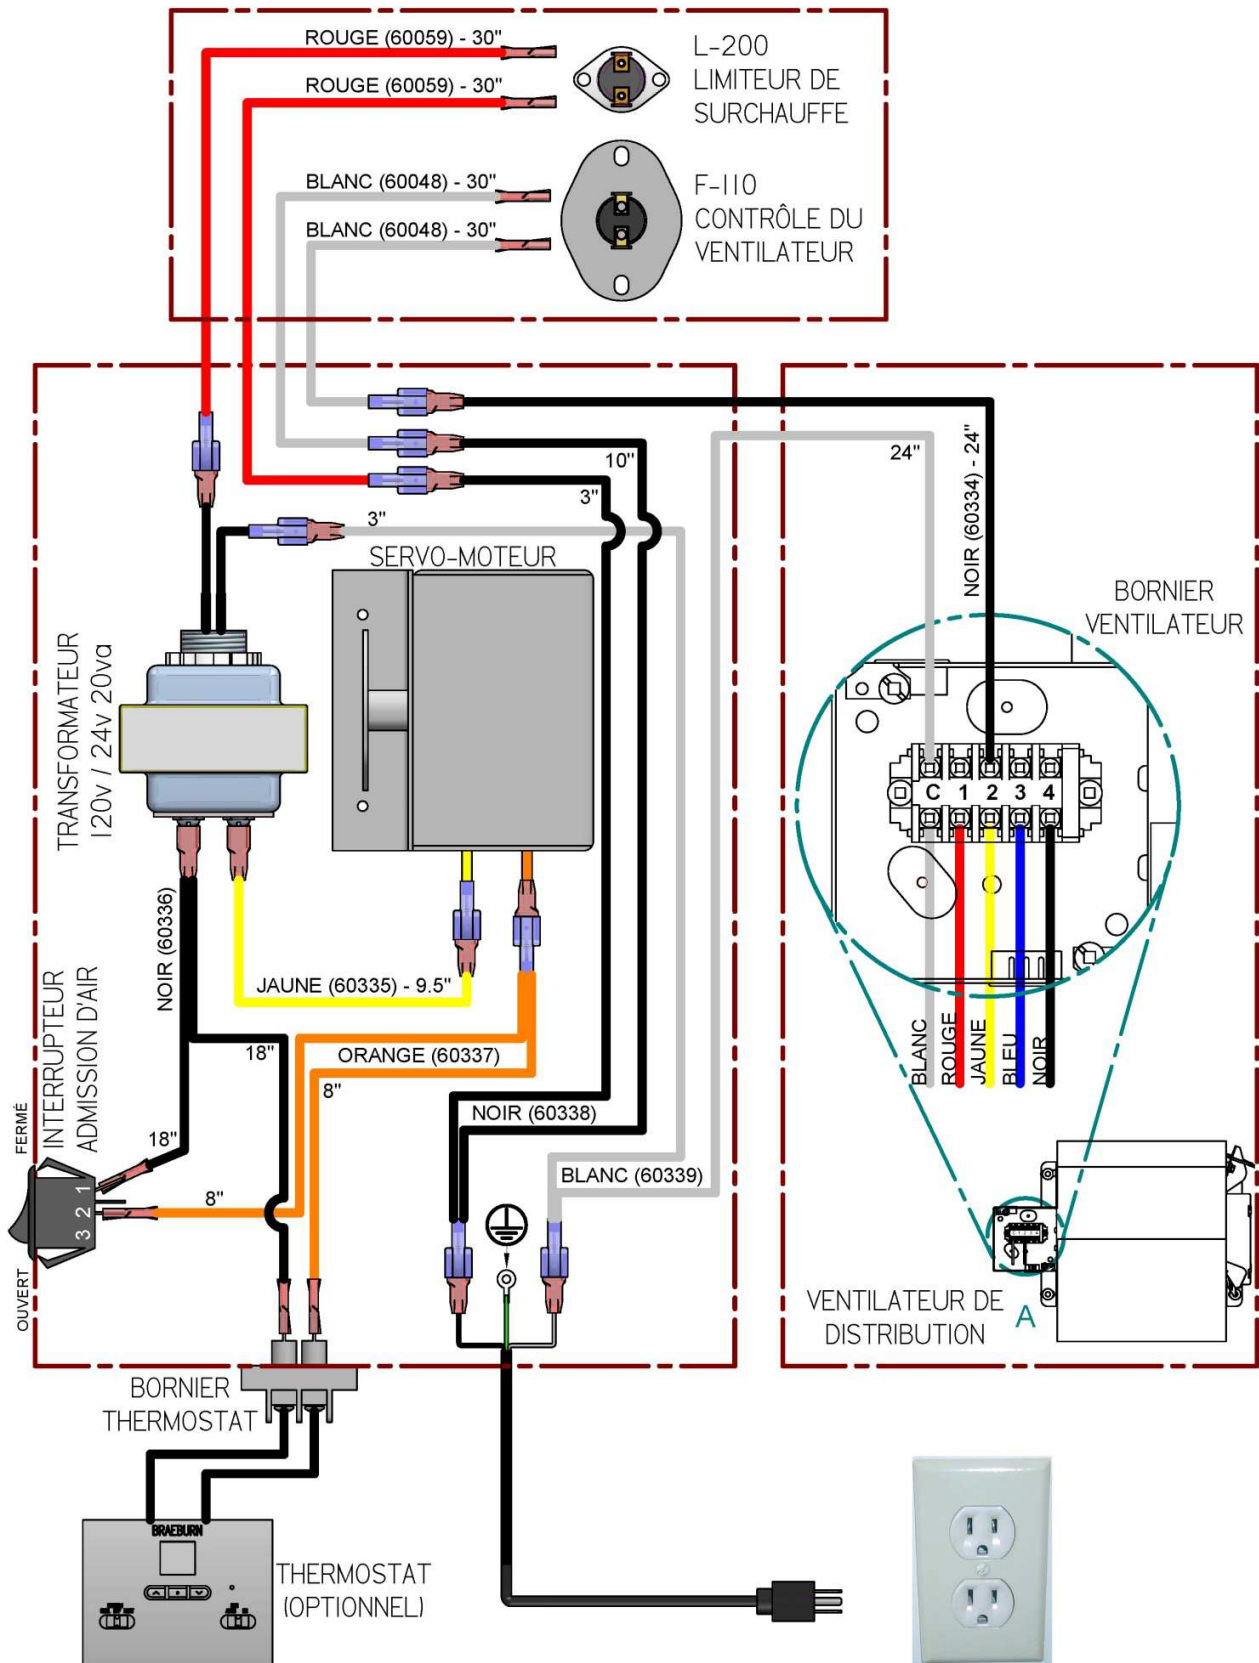 ROUGE (60059) - 30"
ROUGE (60059) - 30"
L-200
LIMITEUR DE
SURCHAUFFE
BLANC (60048) - 30"
BLANC (60048) - 30"
F-110
CONTRÔLE DU
VENTILATEUR
10"
3"
3"
24"
NOIR (60334) - 24"
SERVO-MOTEUR
TRANSFORMATEUR
120v / 24v 20va
BORNIER
VENTILATEUR
C 1 2 3 4
NOIR (60336)
JAUNE (60335) - 9.5"
BLANC
ROUGE
JAUNE
BLEU
NOIR
INTERRUPTEUR
ADMISSION D'AIR
18"
ORANGE (60337)
8"
NOIR (60338)
FERMÉ
18"
1
2
3
8"
BLANC (60339)
OUVERT
VENTILATEUR DE
DISTRIBUTION
A
BORNIER
THERMOSTAT
BRAEBURN
THERMOSTAT
(OPTIONNEL)